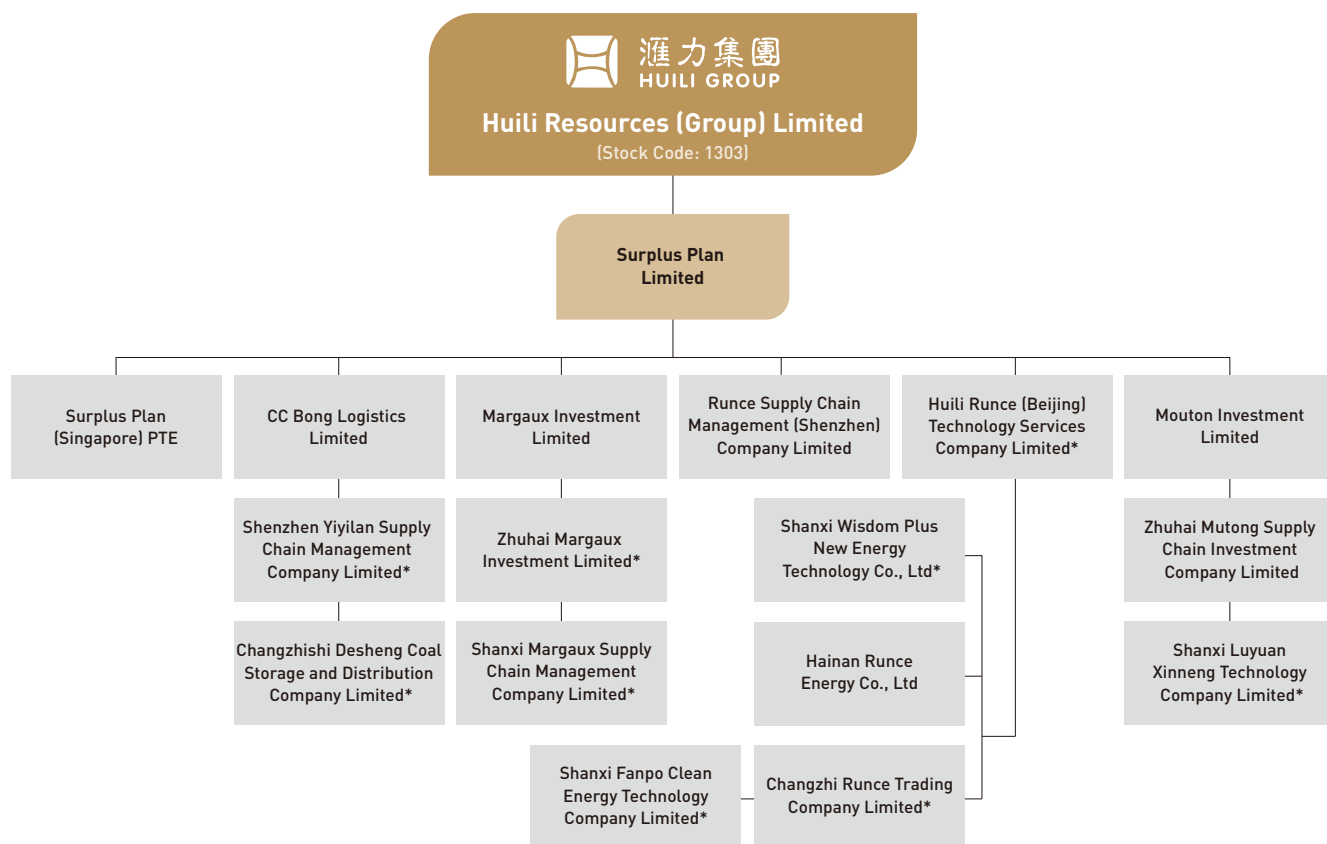 滙力集團
HUILI GROUP
Huili Resources (Group) Limited
(Stock Code: 1303)
Surplus Plan
Limited
Surplus Plan
(Singapore) PTE
CC Bong Logistics
Limited
Margaux Investment
Limited
Runce Supply Chain
Management (Shenzhen)
Company Limited
Huili Runce (Beijing)
Technology Services
Company Limited*
Mouton Investment
Limited
Shenzhen Yiyilan Supply
Chain Management
Company Limited*
Zhuhai Margaux
Investment Limited*
Shanxi Wisdom Plus
New Energy
Technology Co., Ltd*
Zhuhai Mutong Supply
Chain Investment
Company Limited
Changzhishi Desheng Coal
Storage and Distribution
Company Limited*
Shanxi Margaux Supply
Chain Management
Company Limited*
Hainan Runce
Energy Co., Ltd
Shanxi Luyuan
Xinneng Technology
Company Limited*
Shanxi Fanpo Clean
Energy Technology
Company Limited*
Changzhi Runce Trading
Company Limited*